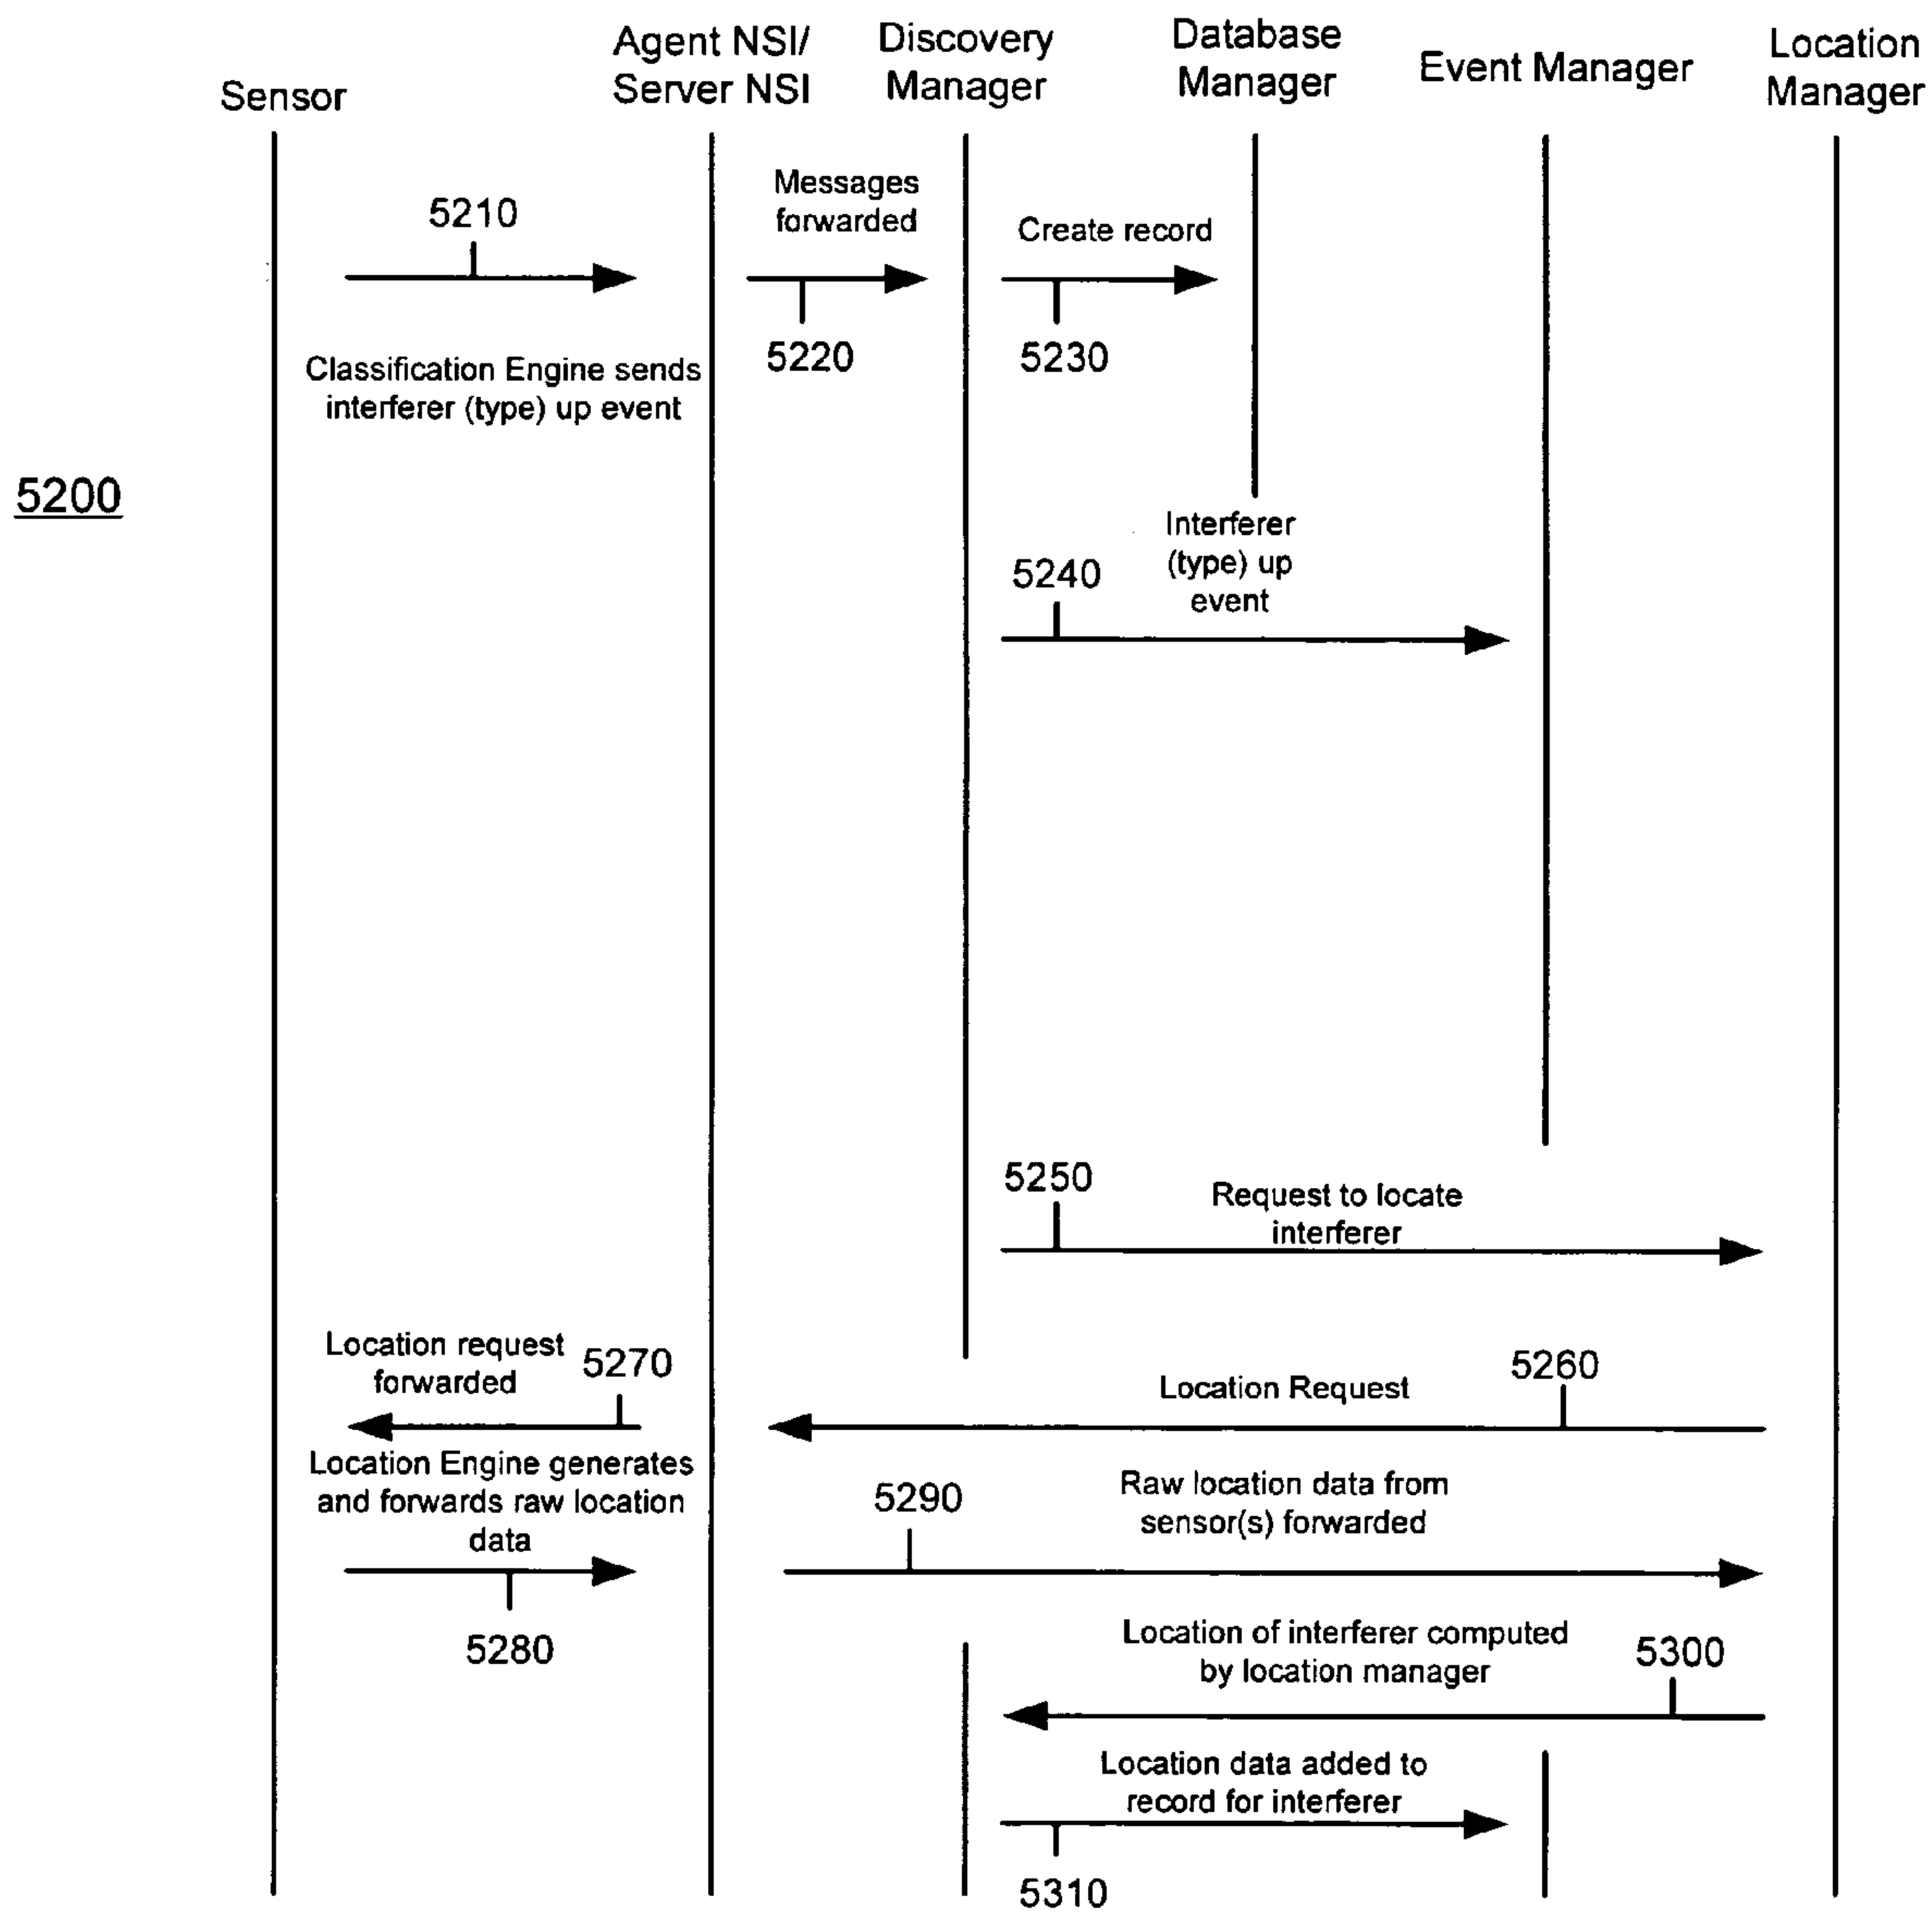 Sensor
Agent NSI/
Server NSI
Discovery
Manager
Database
Manager
Event Manager
Location
Manager
5210
Messages
forwarded
Create record
5220
5230
Classification Engine sends
interferer (type) up event
5200
Interferer
(type) up
event
5240
5250
Request to locate
interferer
Location request
forwarded
5270
Location Request
5260
Location Engine generates
and forwards raw location
data
5290
Raw location data from
sensor(s) forwarded
5280
Location of interferer computed
by location manager
5300
Location data added to
record for interferer
5310